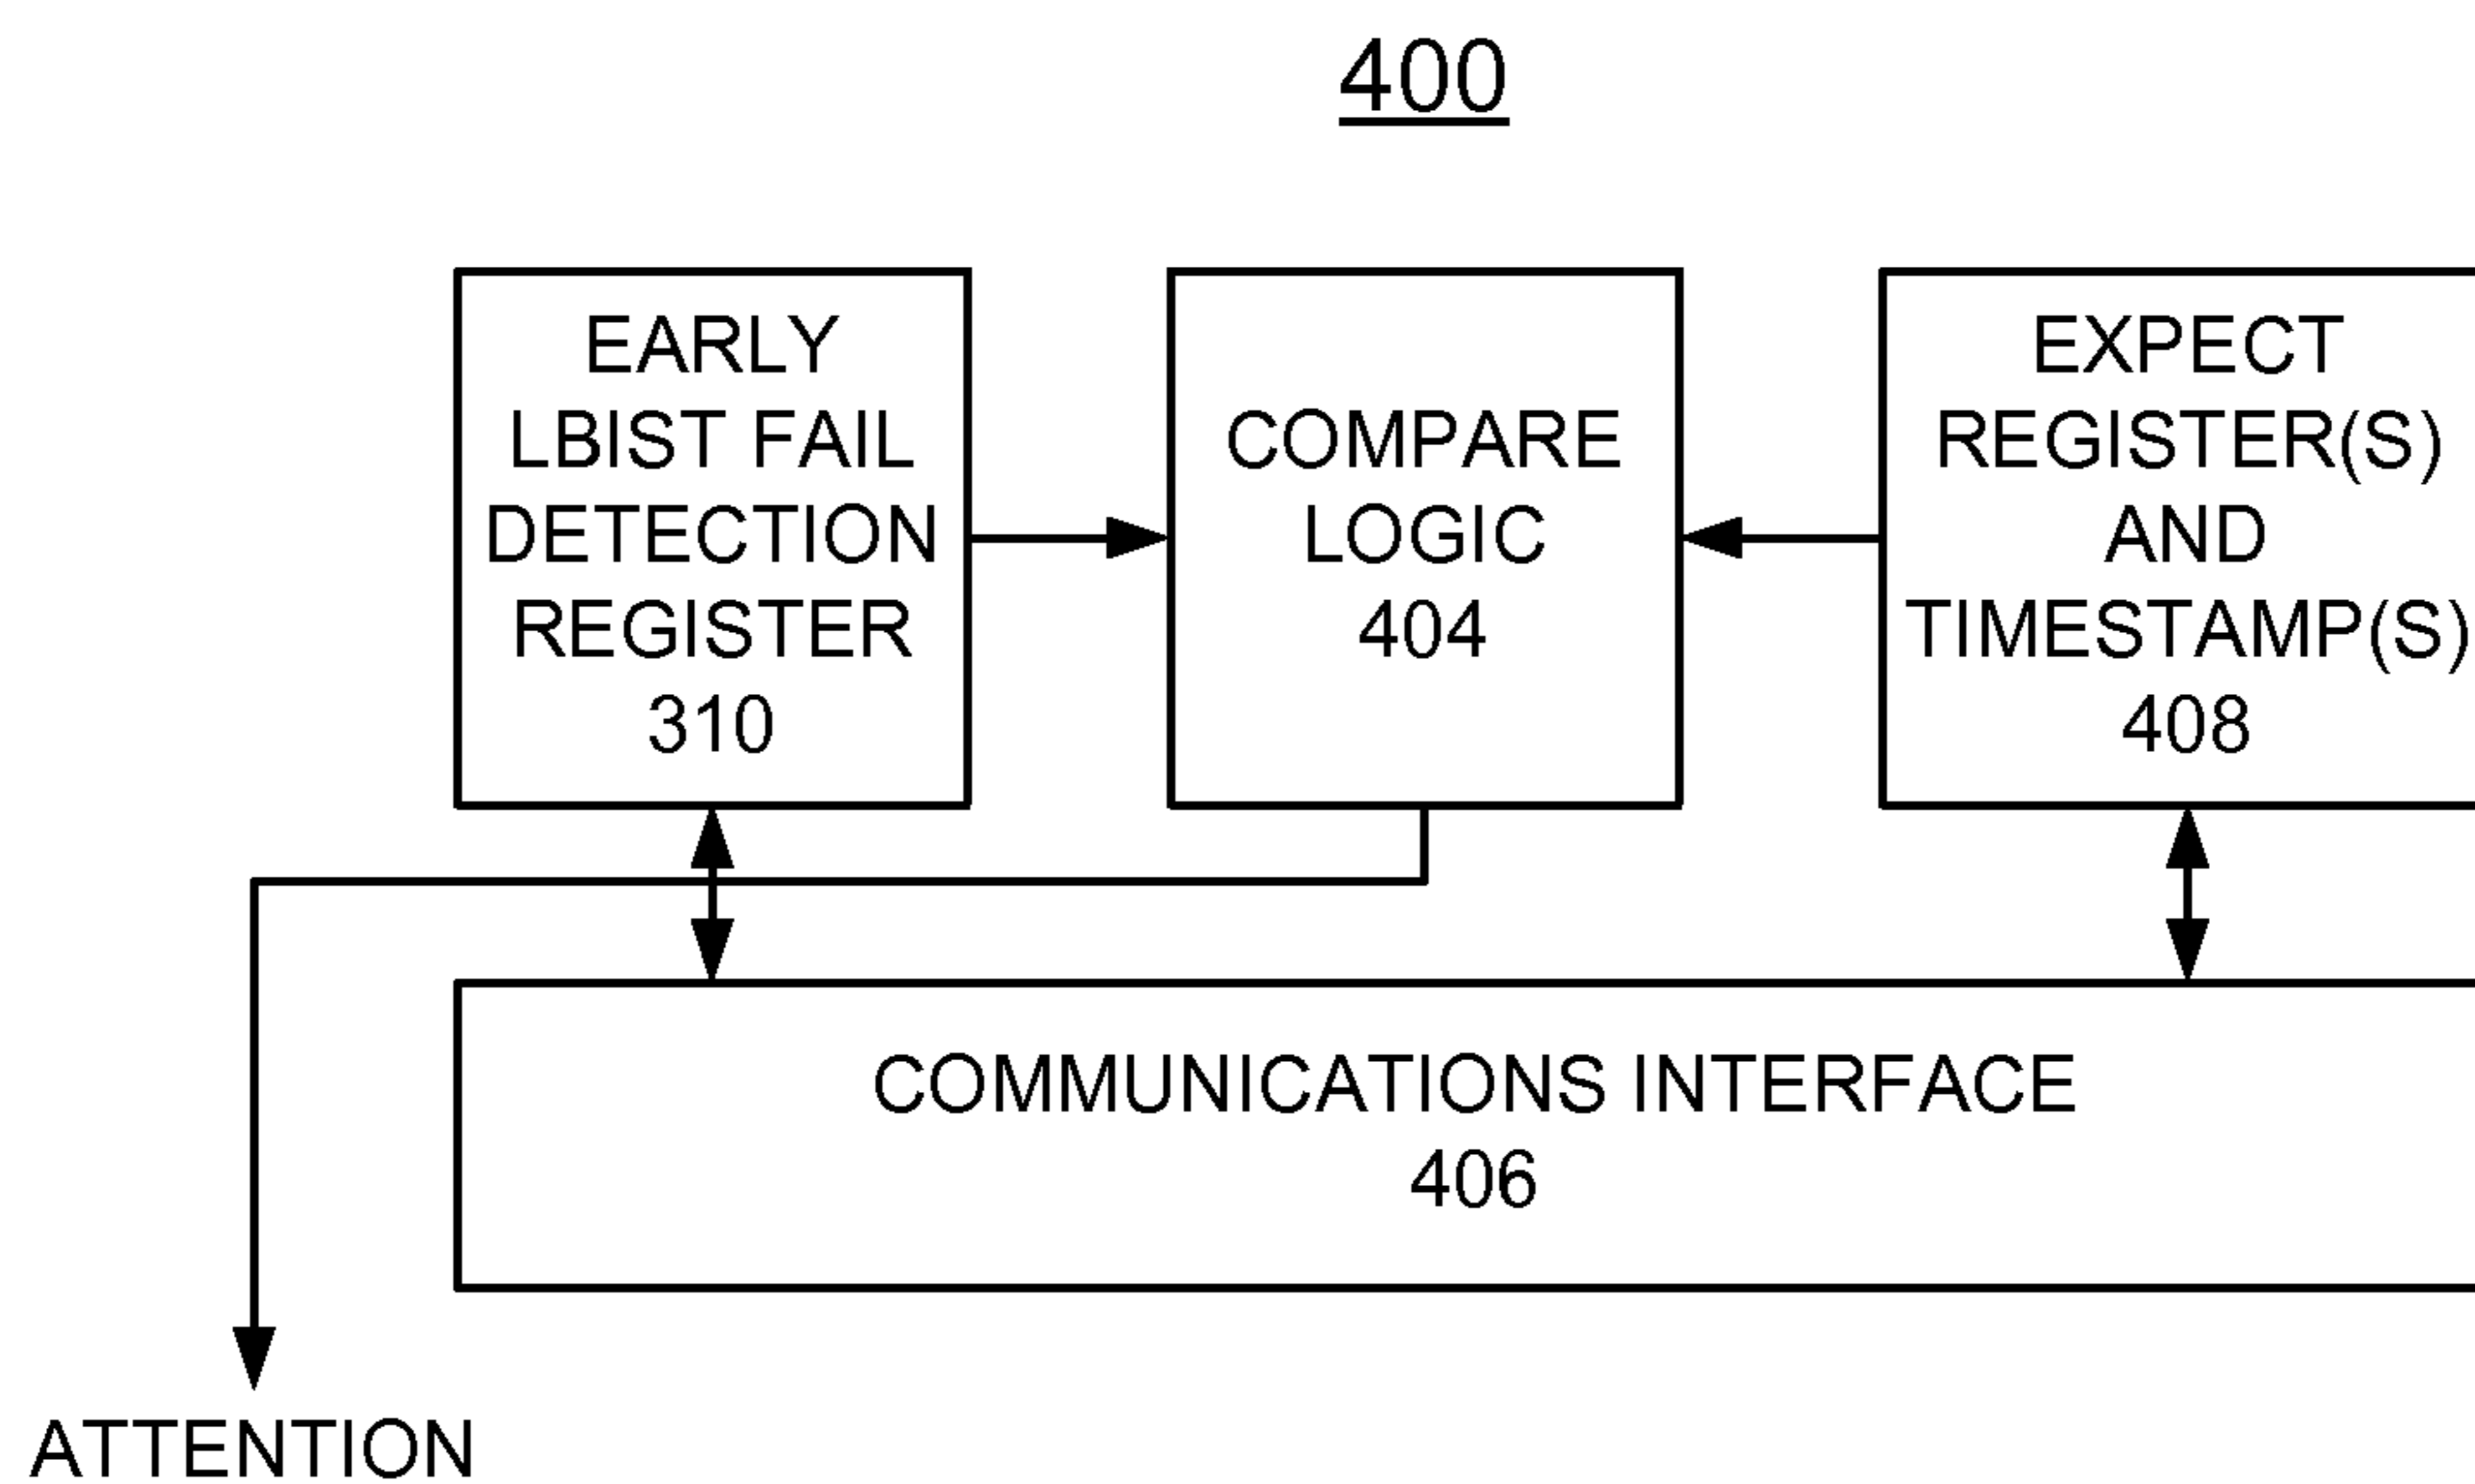 400
EARLY
LBIST FAIL
DETECTION
REGISTER
310
COMPARE
LOGIC
404
EXPECT
REGISTER(S)
AND
TIMESTAMP(S)
408
COMMUNICATIONS INTERFACE
406
ATTENTION